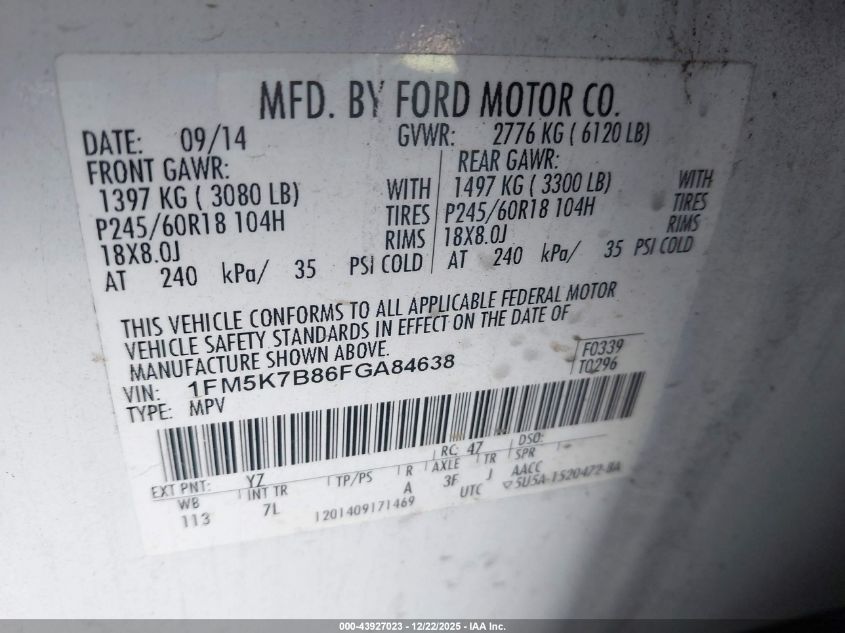 MFD. BY FORD MOTOR CO.
DATE: 09/14 GVWR: 2776 KG ( 6120 LB)
FRONT GAWR: REAR GAWR:
1397 KG ( 3080 LB) WITH 1497 KG ( 3300 LB) WITH
P245/60R18 104H TIRES P245/60R18 104H TIRES
18X8.0J RIMS 18X8.0J RIMS
AT 240 kPa/ 35 PSI COLD AT 240 kPa/ 35 PSI COLD
THIS VEHICLE CONFORMS TO ALL APPLICABLE FEDERAL MOTOR
VEHICLE SAFETY STANDARDS IN EFFECT ON THE DATE OF
MANUFACTURE SHOWN ABOVE.
VIN: 1FM5K7B86FGA84638 F0339
TYPE: MPV T0296
EXT PNT: YZ RC: 47 DSO:
WB INT TR TP/PS R AXLE TR SPR AACC
113 7L A 3F J
1201409171469 UTC 5U5A-1520472-BA
000-43927023 - 12/22/2025 - IAA Inc.